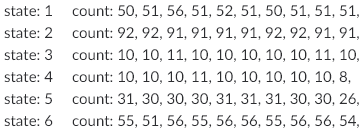 state: 1 count: 50, 51, 56, 51, 52, 51, 50, 51, 51, 51,
state: 2 count: 92, 92, 91, 91, 91, 91, 92, 92, 91, 91,
state: 3 count: 10, 10, 11, 10, 10, 10, 10, 10, 11, 10,
state: 4 count: 10, 10, 10, 11, 10, 10, 10, 10, 10, 8,
state: 5 count: 31, 30, 30, 30, 31, 31, 31, 30, 30, 26,
state: 6 count: 55, 51, 56, 55, 56, 56, 55, 56, 56, 54,